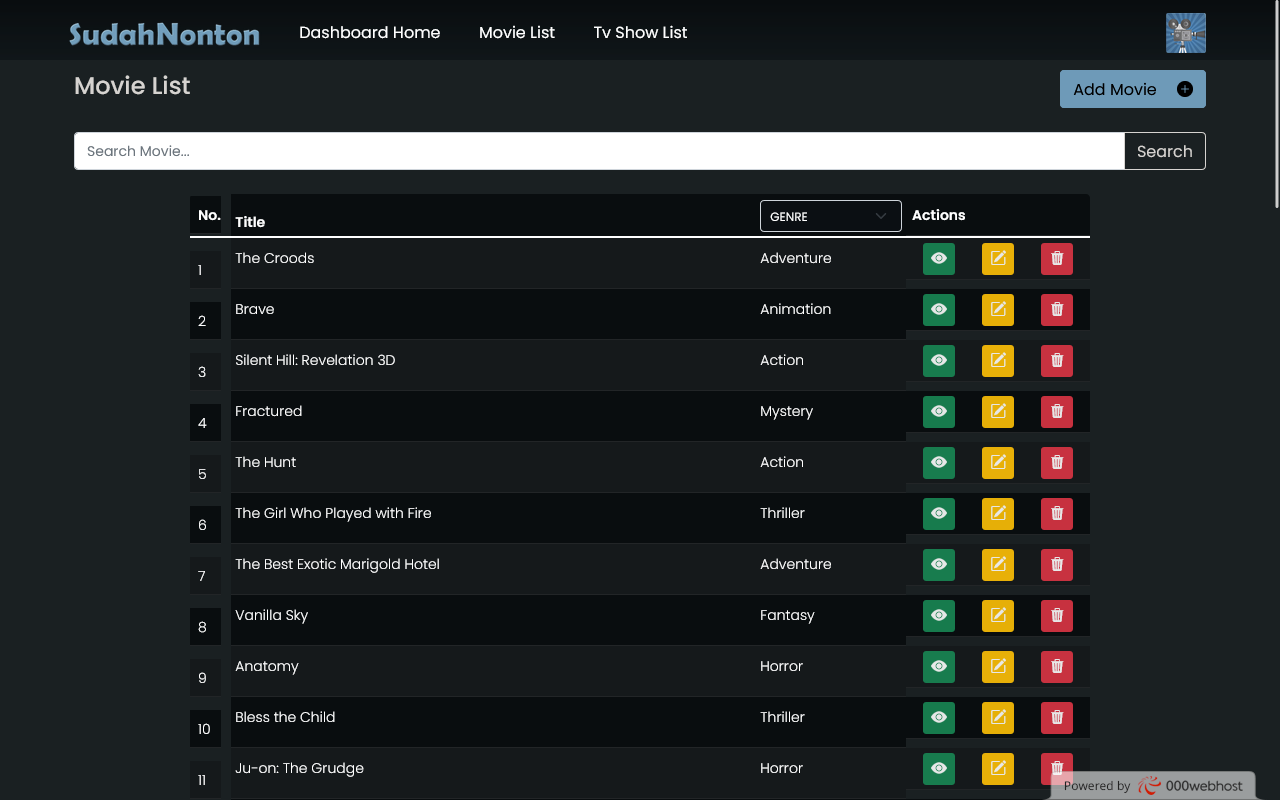 SudahNonton Dashboard Home Movie List Tv Show List
Movie List
Add Movie
Search Movie... Search
No. Title GENRE Actions
1 The Croods Adventure
2 Brave Animation
3 Silent Hill: Revelation 3D Action
4 Fractured Mystery
5 The Hunt Action
6 The Girl Who Played with Fire Thriller
7 The Best Exotic Marigold Hotel Adventure
8 Vanilla Sky Fantasy
9 Anatomy Horror
10 Bless the Child Thriller
11 Ju-on: The Grudge Horror
Powered by 000webhost